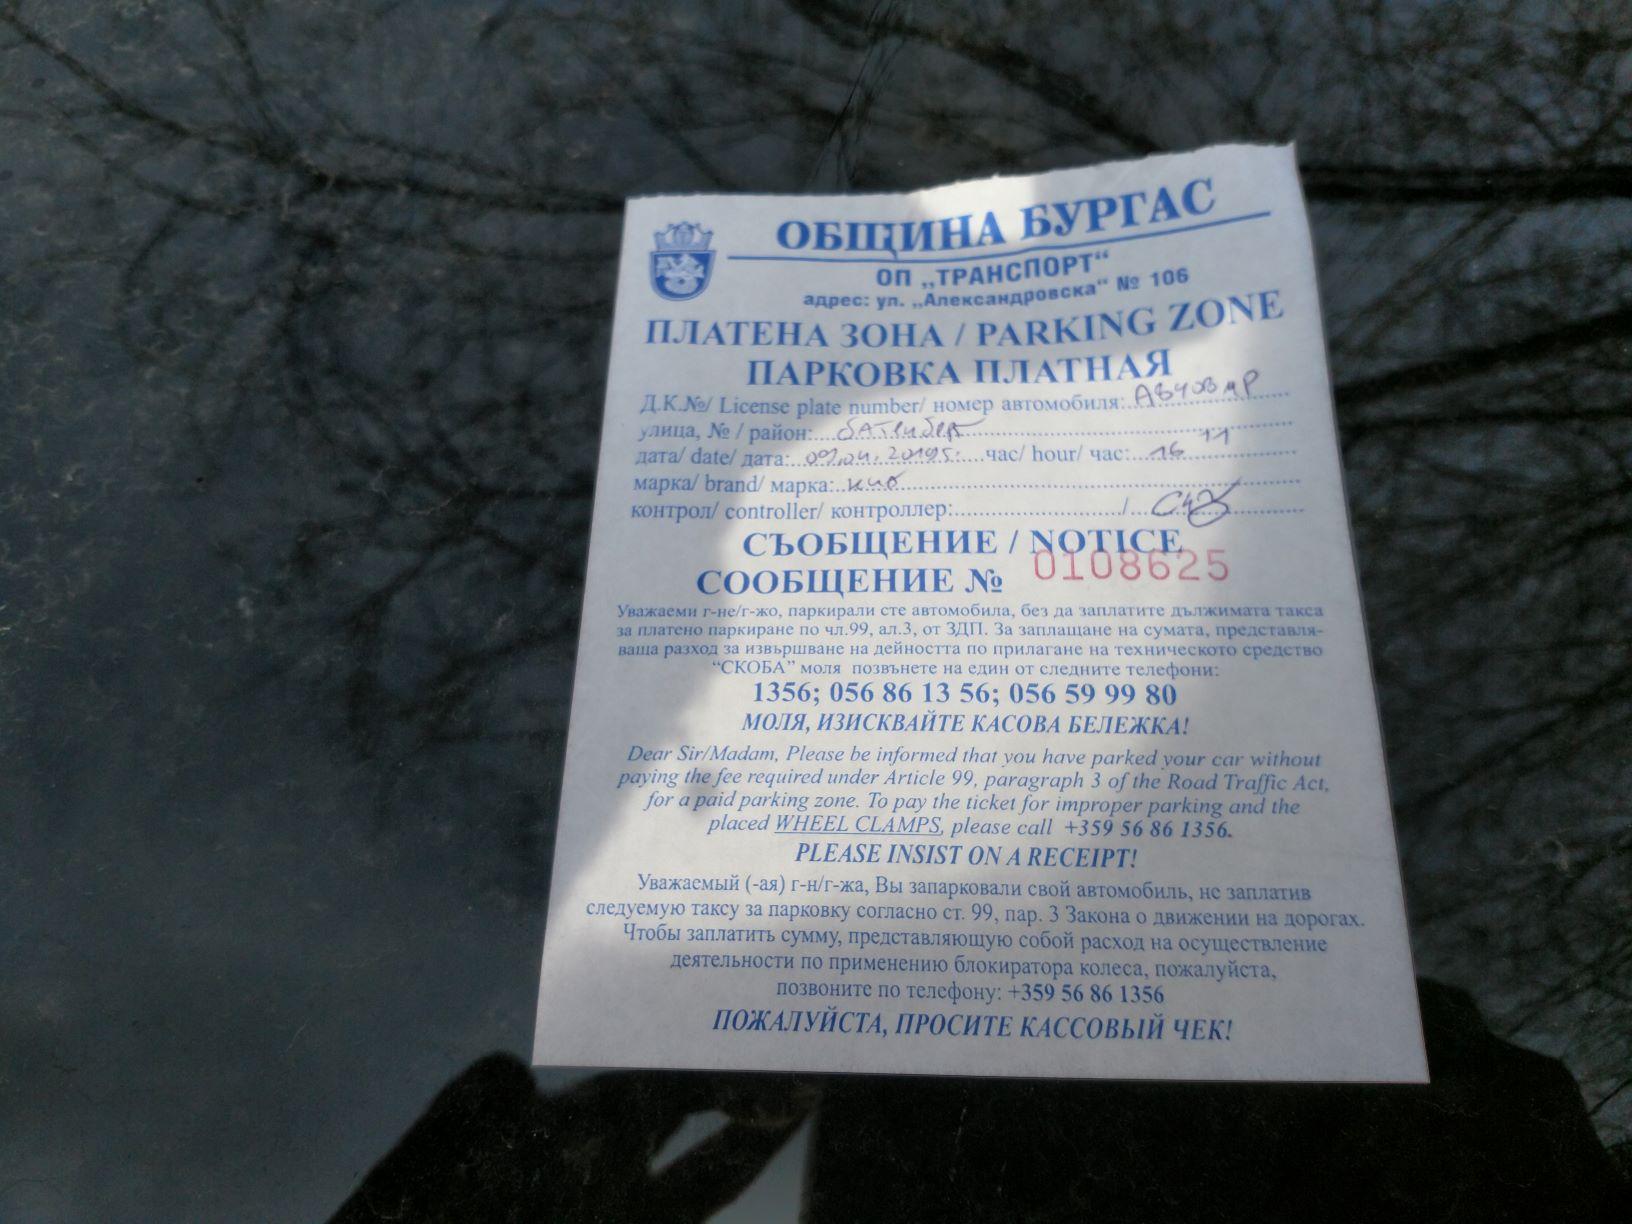 ОБЩИНА БУРГАС
ОП „ТРАНСПОРТ“
адрес: ул. „Александровска“ № 106
ПЛАТЕНА ЗОНА / PARKING ZONE
ПАРКОВКА ПЛАТНАЯ
Д.К.№/ License plate number/ номер автомобиля:
улица, № / район: батенберг
дата/ date/ дата: 09.04.2019г. час/ hour/ час: 16 11
марка/ brand/ марка:
контрол/ controller/ контроллер: /
СЪОБЩЕНИЕ / NOTICE
СООБЩЕНИЕ № 0108625
Уважаеми г-не/г-жо, паркирали сте автомобила, без да заплатите дължимата такса
за платено паркиране по чл.99, ал.3, от ЗДП. За заплащане на сумата, представля-
ваща разход за извършване на дейността по прилагане на техническото средство
“СКОБА” моля позвънете на един от следните телефони:
1356; 056 86 13 56; 056 59 99 80
МОЛЯ, ИЗИСКВАЙТЕ КАСОВА БЕЛЕЖКА!
Dear Sir/Madam, Please be informed that you have parked your car without
paying the fee required under Article 99, paragraph 3 of the Road Traffic Act,
for a paid parking zone. To pay the ticket for improper parking and the
placed WHEEL CLAMPS, please call +359 56 86 1356.
PLEASE INSIST ON A RECEIPT!
Уважаемый (-ая) г-н/г-жа, Вы запарковали свой автомобиль, не заплатив
следуемую таксу за парковку согласно ст. 99, пар. 3 Закона о движении на дорогах.
Чтобы заплатить сумму, представляющую собой расход на осуществление
деятельности по применению блокиратора колеса, пожалуйста,
позвоните по телефону: +359 56 86 1356
ПОЖАЛУЙСТА, ПРОСИТЕ КАССОВЫЙ ЧЕК!